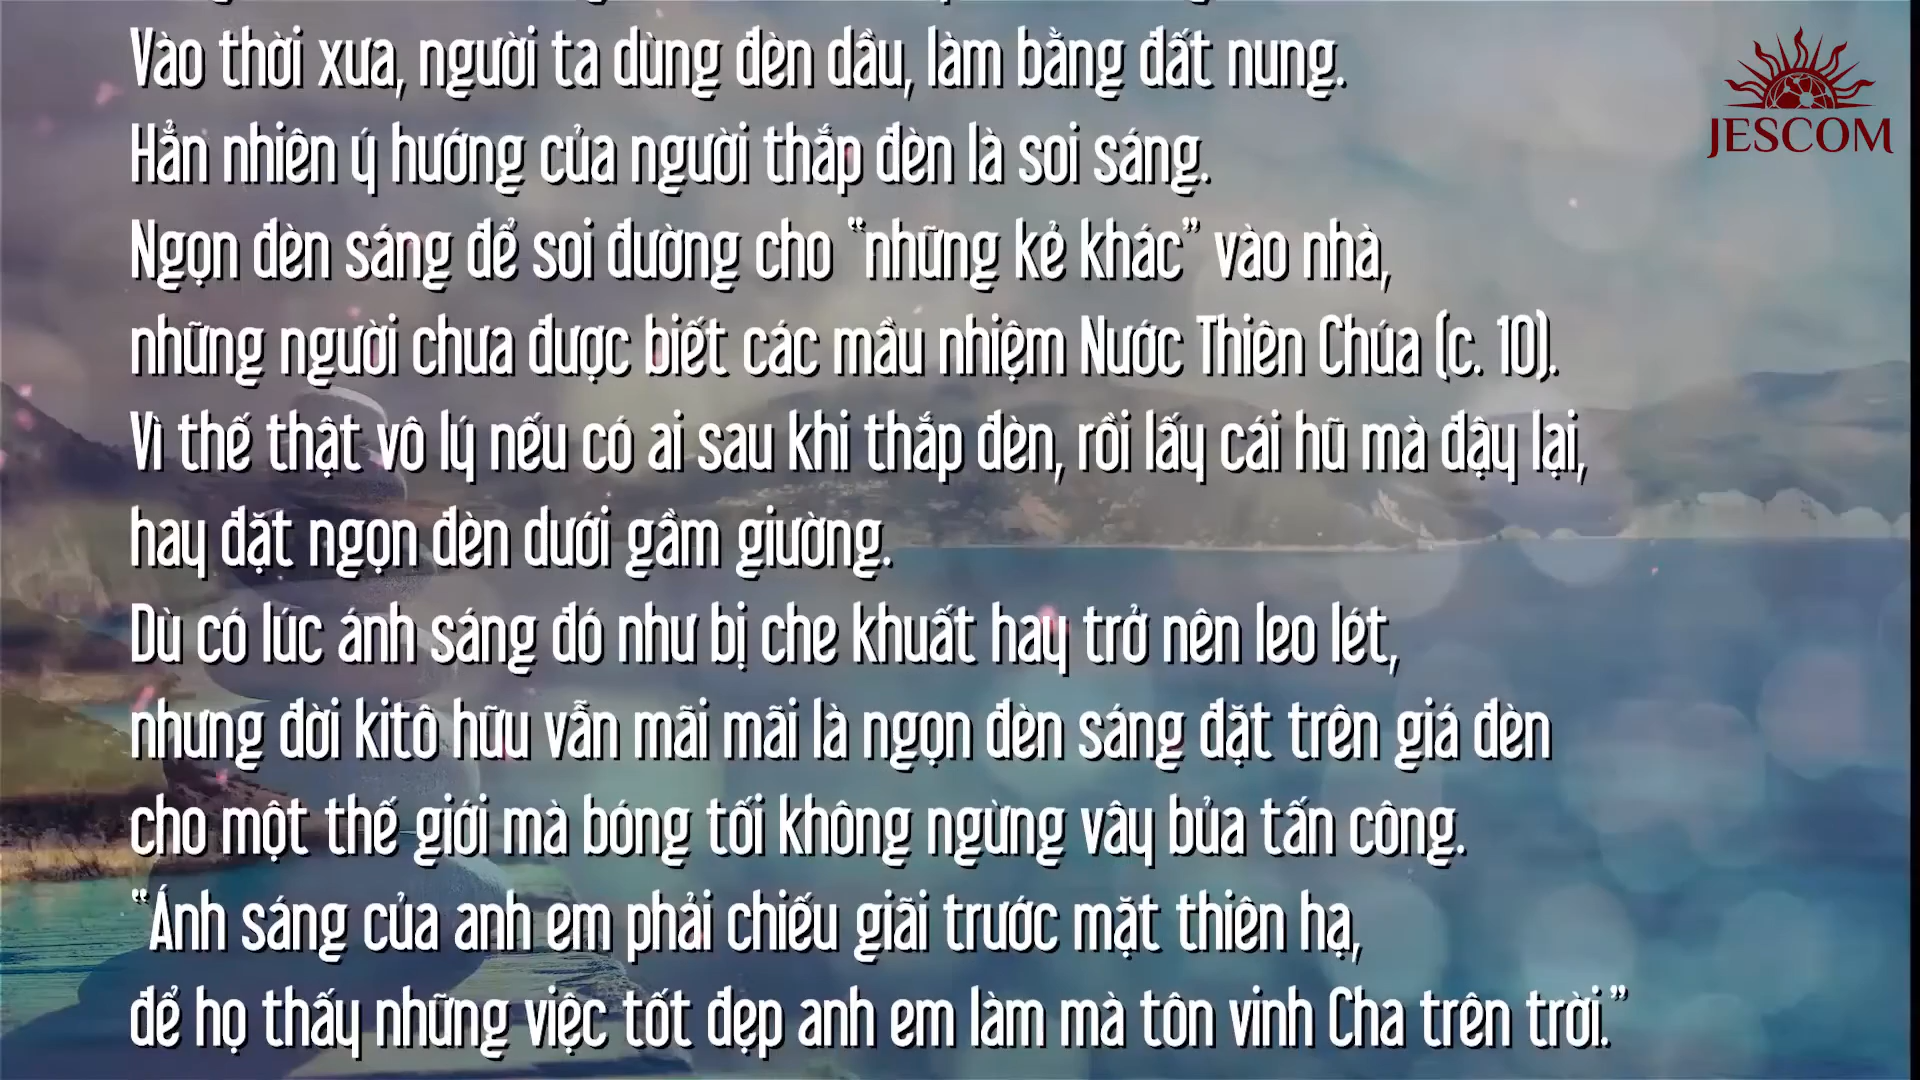 Vào thời xưa, người ta dùng đèn dầu, làm bằng đất nung.
JESCOM
Hẳn nhiên ý hướng của người thắp đèn là soi sáng.
Ngọn đèn sáng để soi đường cho “những kẻ khác” vào nhà,
những người chưa được biết các mầu nhiệm Nước Thiên Chúa (c. 10).
Vì thế thật vô lý nếu có ai sau khi thắp đèn, rồi lấy cái hũ mà đậy lại,
hay đặt ngọn đèn dưới gầm giường.
Dù có lúc ánh sáng đó như bị che khuất hay trở nên leo lét,
nhưng đời kitô hữu vẫn mãi mãi là ngọn đèn sáng đặt trên giá đèn
cho một thế giới mà bóng tối không ngừng vây bủa tấn công.
“Ánh sáng của anh em phải chiếu giãi trước mặt thiên hạ,
để họ thấy những việc tốt đẹp anh em làm mà tôn vinh Cha trên trời.”